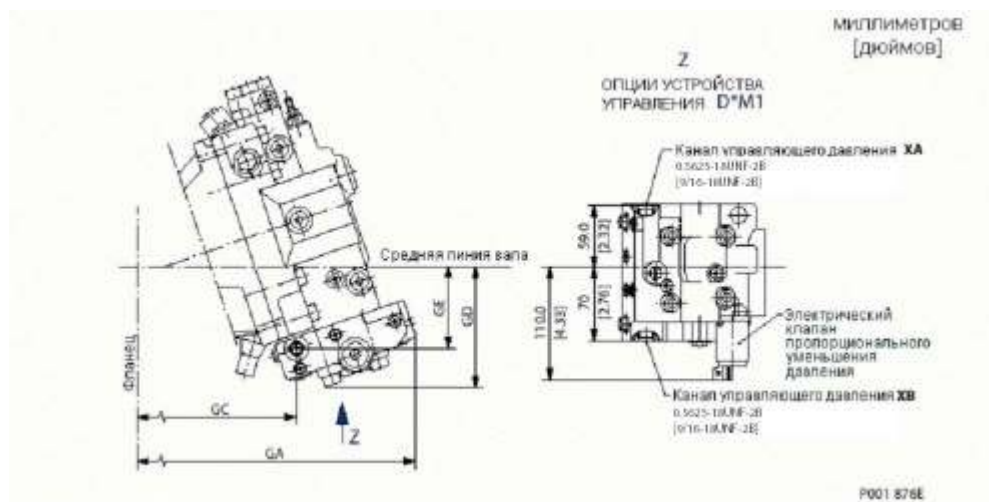 миллиметров
[дюймов]
Z
ОПЦИИ УСТРОЙСТВА
УПРАВЛЕНИЯ D*M1
Канал управляющего давления XA
0.5625-18UNF-2B
[9/16-18UNF-2B]
59.0
[2.32]
Средняя линия вала
70
[2.76]
110.0
[4.33]
GE
GD
Электрический
клапан
пропорционального
уменьшения
давления
Фланец
Канал управляющего давления XB
0.5625-18UNF-2B
[9/16-18UNF-2B]
GC
Z
GA
P001 876E